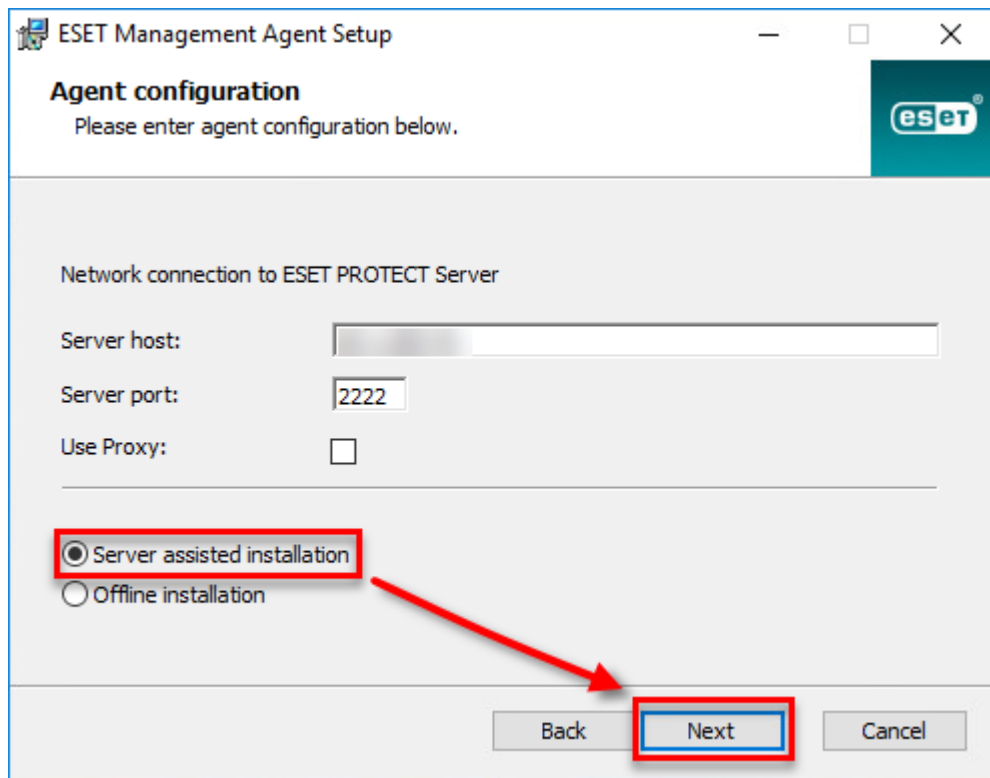 ESET Management Agent Setup
Agent configuration
Please enter agent configuration below.
eseT®
Network connection to ESET PROTECT Server
Server host:
Server port: 2222
Use Proxy:
Server assisted installation
Offline installation
Back Next Cancel